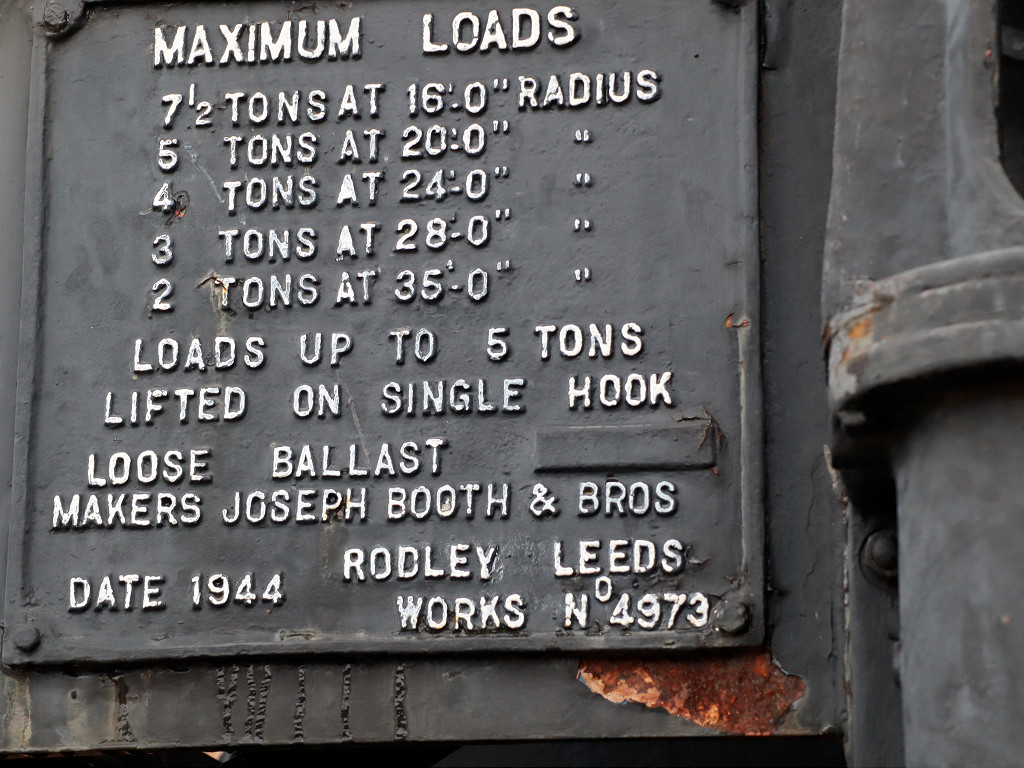 MAXIMUM LOADS
7 1/2 TONS AT 16'-0" RADIUS
5 TONS AT 20'-0" "
4 TONS AT 24'-0" "
3 TONS AT 28'-0" "
2 TONS AT 35'-0" "
LOADS UP TO 5 TONS
LIFTED ON SINGLE HOOK
LOOSE BALLAST
MAKERS JOSEPH BOOTH & BROS
RODLEY LEEDS
DATE 1944
WORKS Nº 4973